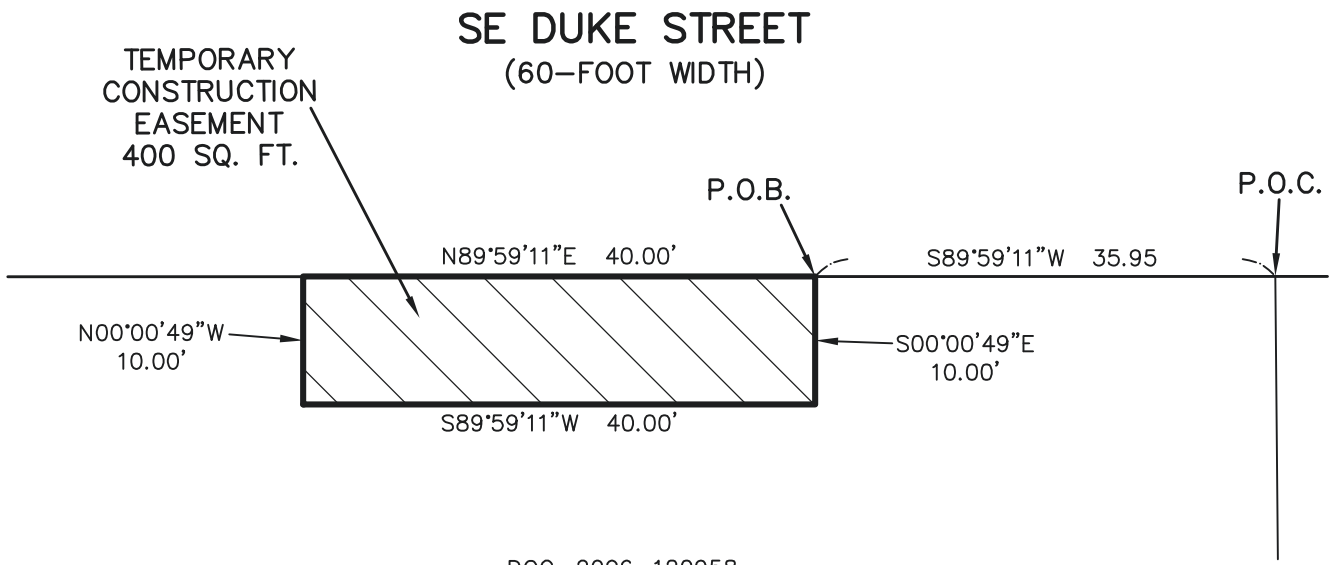 SE DUKE STREET
(60-FOOT WIDTH)
TEMPORARY
CONSTRUCTION
EASEMENT
400 SQ. FT.
P.O.B.
P.O.C.
N89°59'11"E 40.00'
S89°59'11"W 35.95
N00°00'49"W
10.00'
S00°00'49"E
10.00'
S89°59'11"W 40.00'